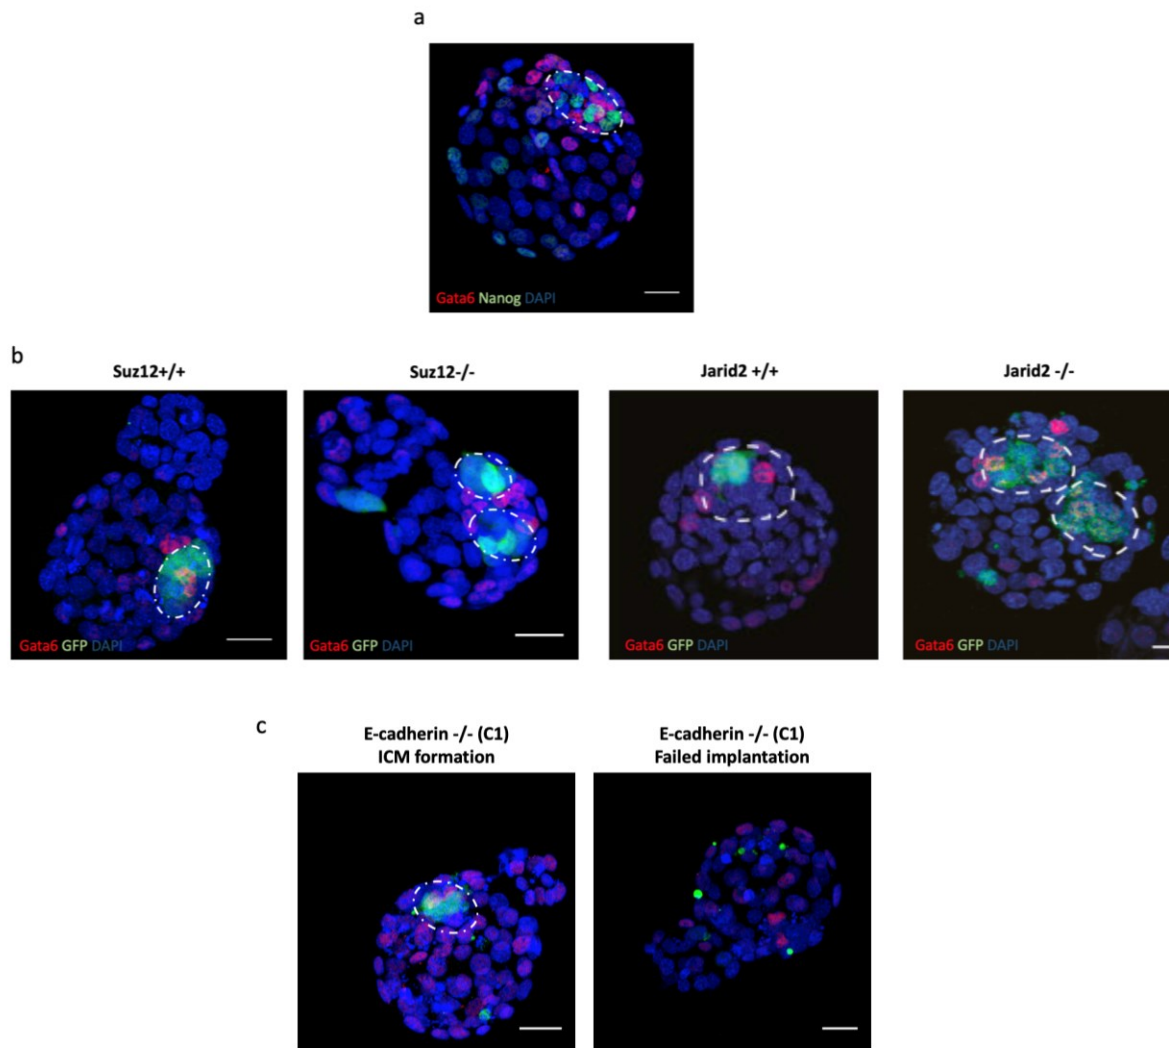 a
Gata6 Nanog DAPI
b
Suz12+/+
Suz12-/-
Jarid2 +/+
Jarid2 -/-
Gata6 GFP DAPI
Gata6 GFP DAPI
Gata6 GFP DAPI
Gata6 GFP DAPI
c
E-cadherin -/- (C1)
ICM formation
E-cadherin -/- (C1)
Failed implantation